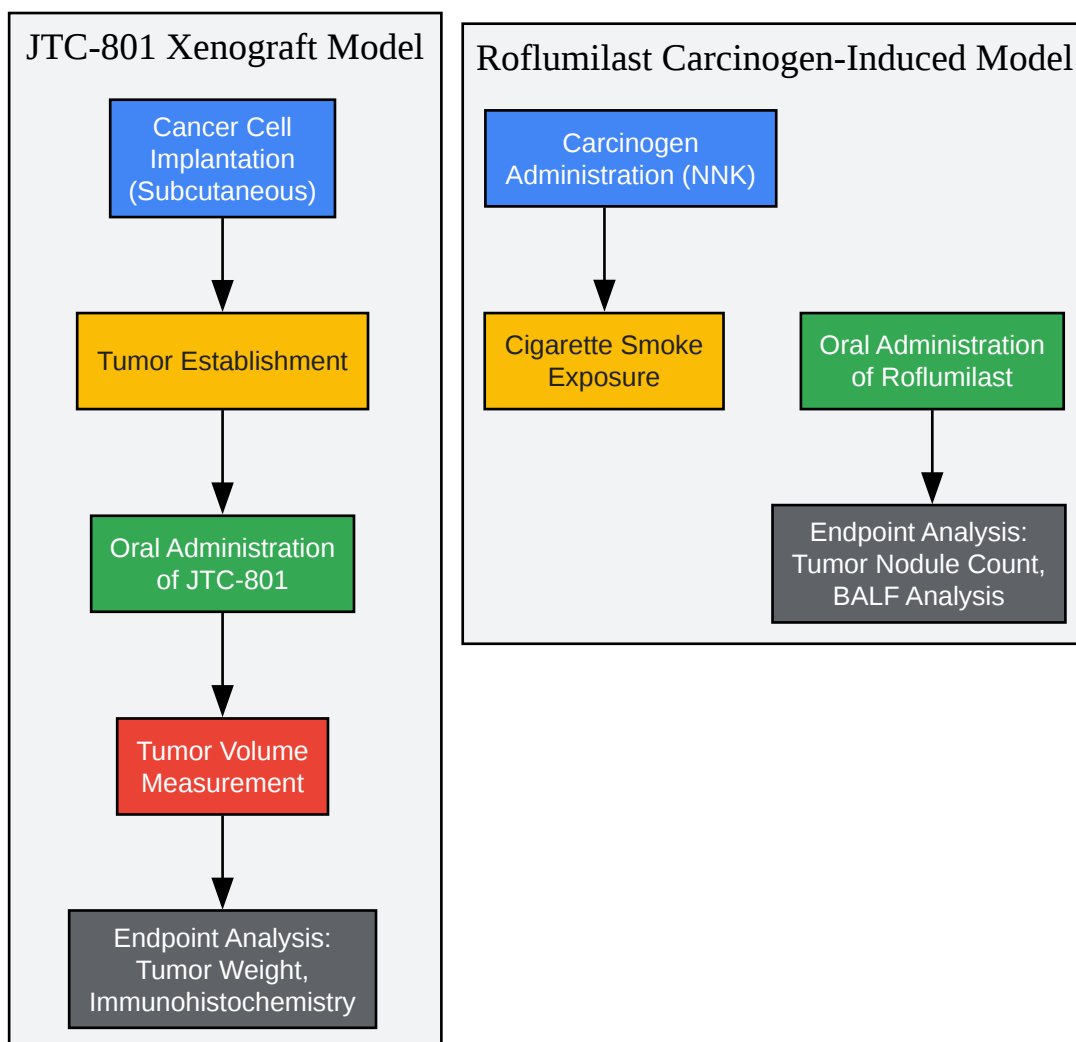 JTC-801 Xenograft Model
Cancer Cell
Implantation
(Subcutaneous)
Tumor Establishment
Oral Administration
of JTC-801
Tumor Volume
Measurement
Endpoint Analysis:
Tumor Weight,
Immunohistochemistry
Roflumilast Carcinogen-Induced Model
Carcinogen
Administration (NNK)
Cigarette Smoke
Exposure
Oral Administration
of Roflumilast
Endpoint Analysis:
Tumor Nodule Count,
BALF Analysis